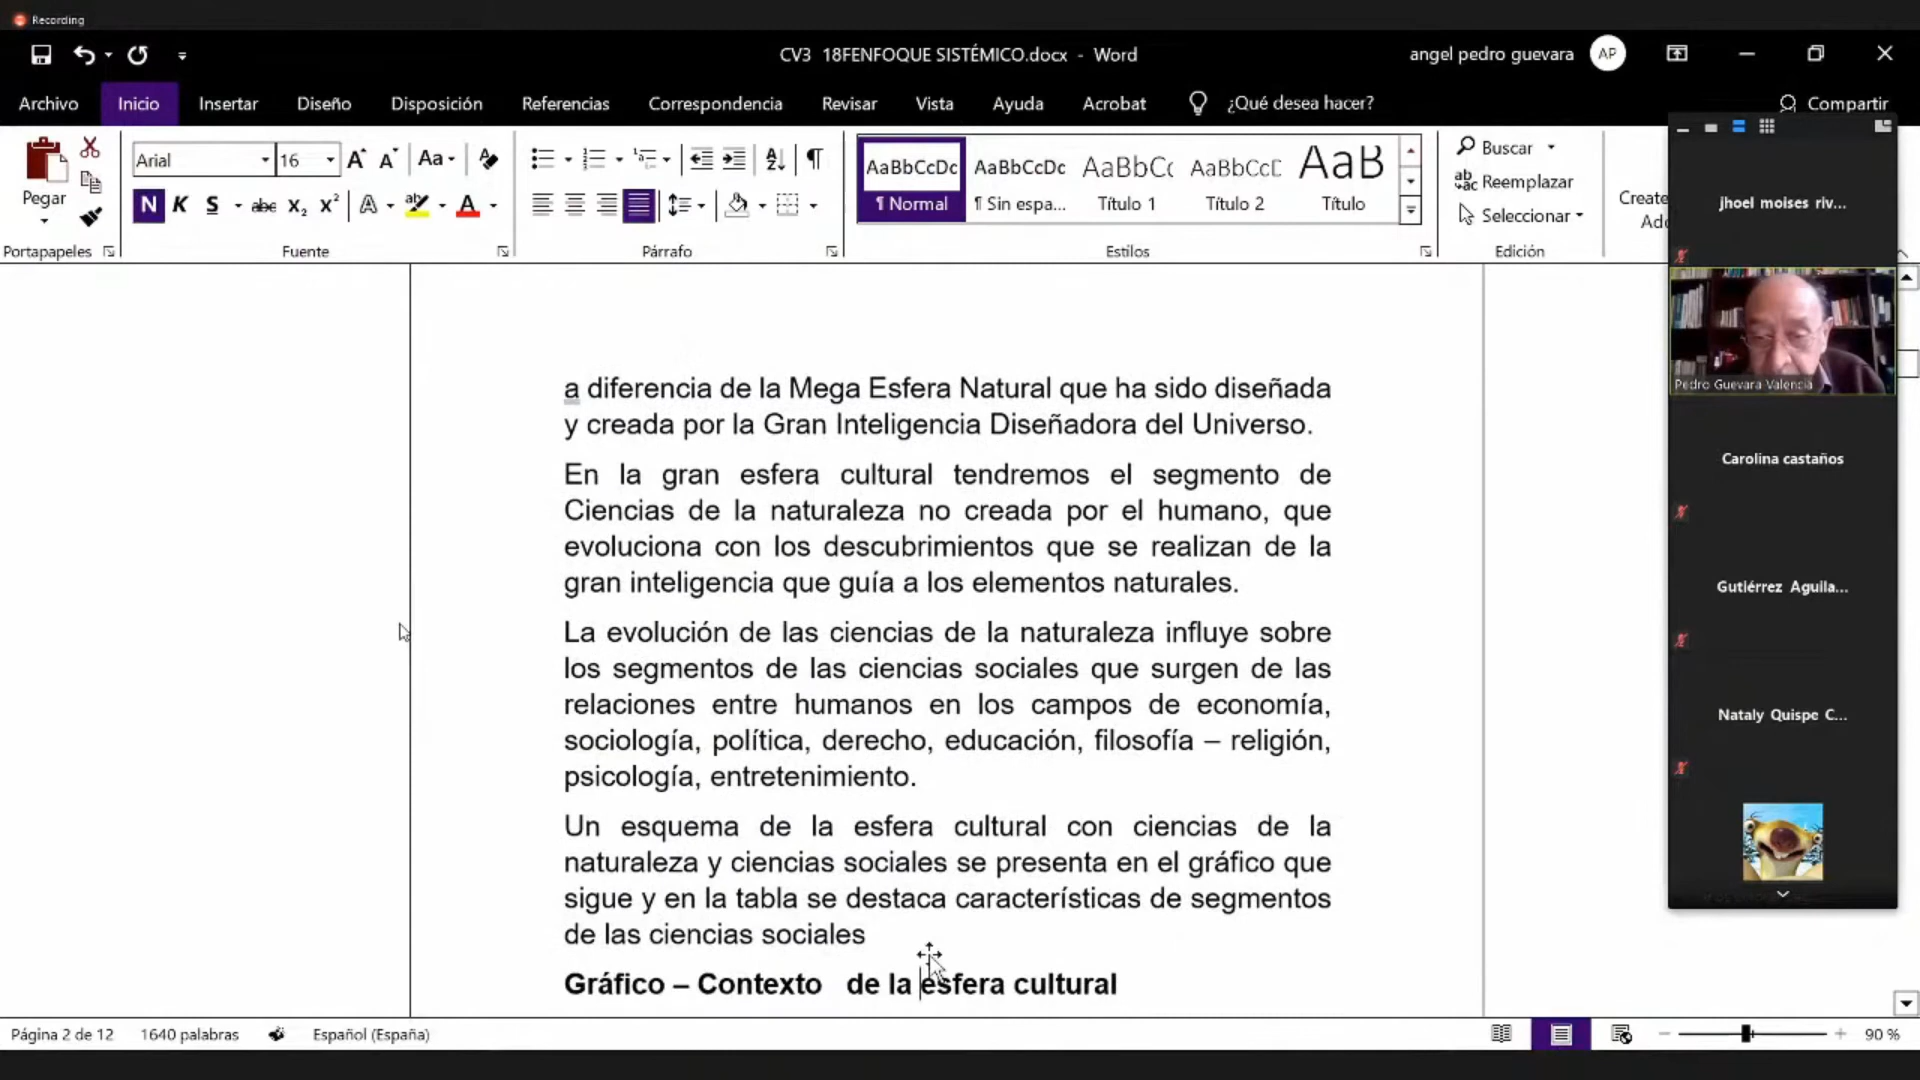 Recording
CV3 18FENFOQUE SISTÉMICO.docx - Word
angel pedro guevara
AP
Archivo
Inicio
Insertar
Diseño
Disposición
Referencias
Correspondencia
Revisar
Vista
Ayuda
Acrobat
¿Qué desea hacer?
Compartir
Pegar
Portapapeles
Arial
16
Aa
N K S abc X₂ X²
Fuente
Párrafo
AaBbCcDc
¶ Normal
AaBbCcDc
¶ Sin espa...
AaBbCc
Título 1
AaBbCcD
Título 2
AaB
Título
Estilos
Buscar
Reemplazar
Seleccionar
Edición
Create
jhoel moises riv...
Pedro Guevara Valencia
Carolina castaños
Gutiérrez Aguila...
Nataly Quispe C...
a diferencia de la Mega Esfera Natural que ha sido diseñada
y creada por la Gran Inteligencia Diseñadora del Universo.
En la gran esfera cultural tendremos el segmento de
Ciencias de la naturaleza no creada por el humano, que
evoluciona con los descubrimientos que se realizan de la
gran inteligencia que guía a los elementos naturales.
La evolución de las ciencias de la naturaleza influye sobre
los segmentos de las ciencias sociales que surgen de las
relaciones entre humanos en los campos de economía,
sociología, política, derecho, educación, filosofía – religión,
psicología, entretenimiento.
Un esquema de la esfera cultural con ciencias de la
naturaleza y ciencias sociales se presenta en el gráfico que
sigue y en la tabla se destaca características de segmentos
de las ciencias sociales
Gráfico – Contexto de la esfera cultural
Página 2 de 12
1640 palabras
Español (España)
90 %